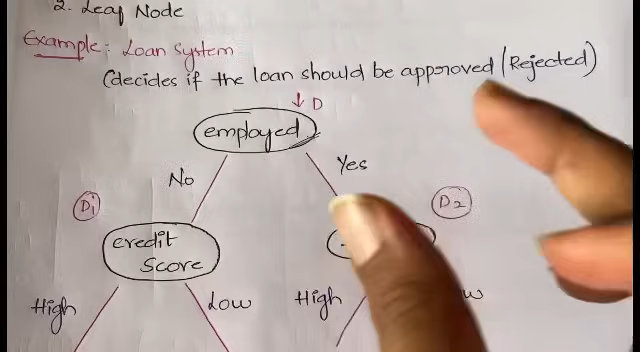 2. Leaf Node
Example: Loan System
(decides if the loan should be approved/Rejected)
↓ D
employed
No
Yes
D1
D2
credit
Score
High
Low
High